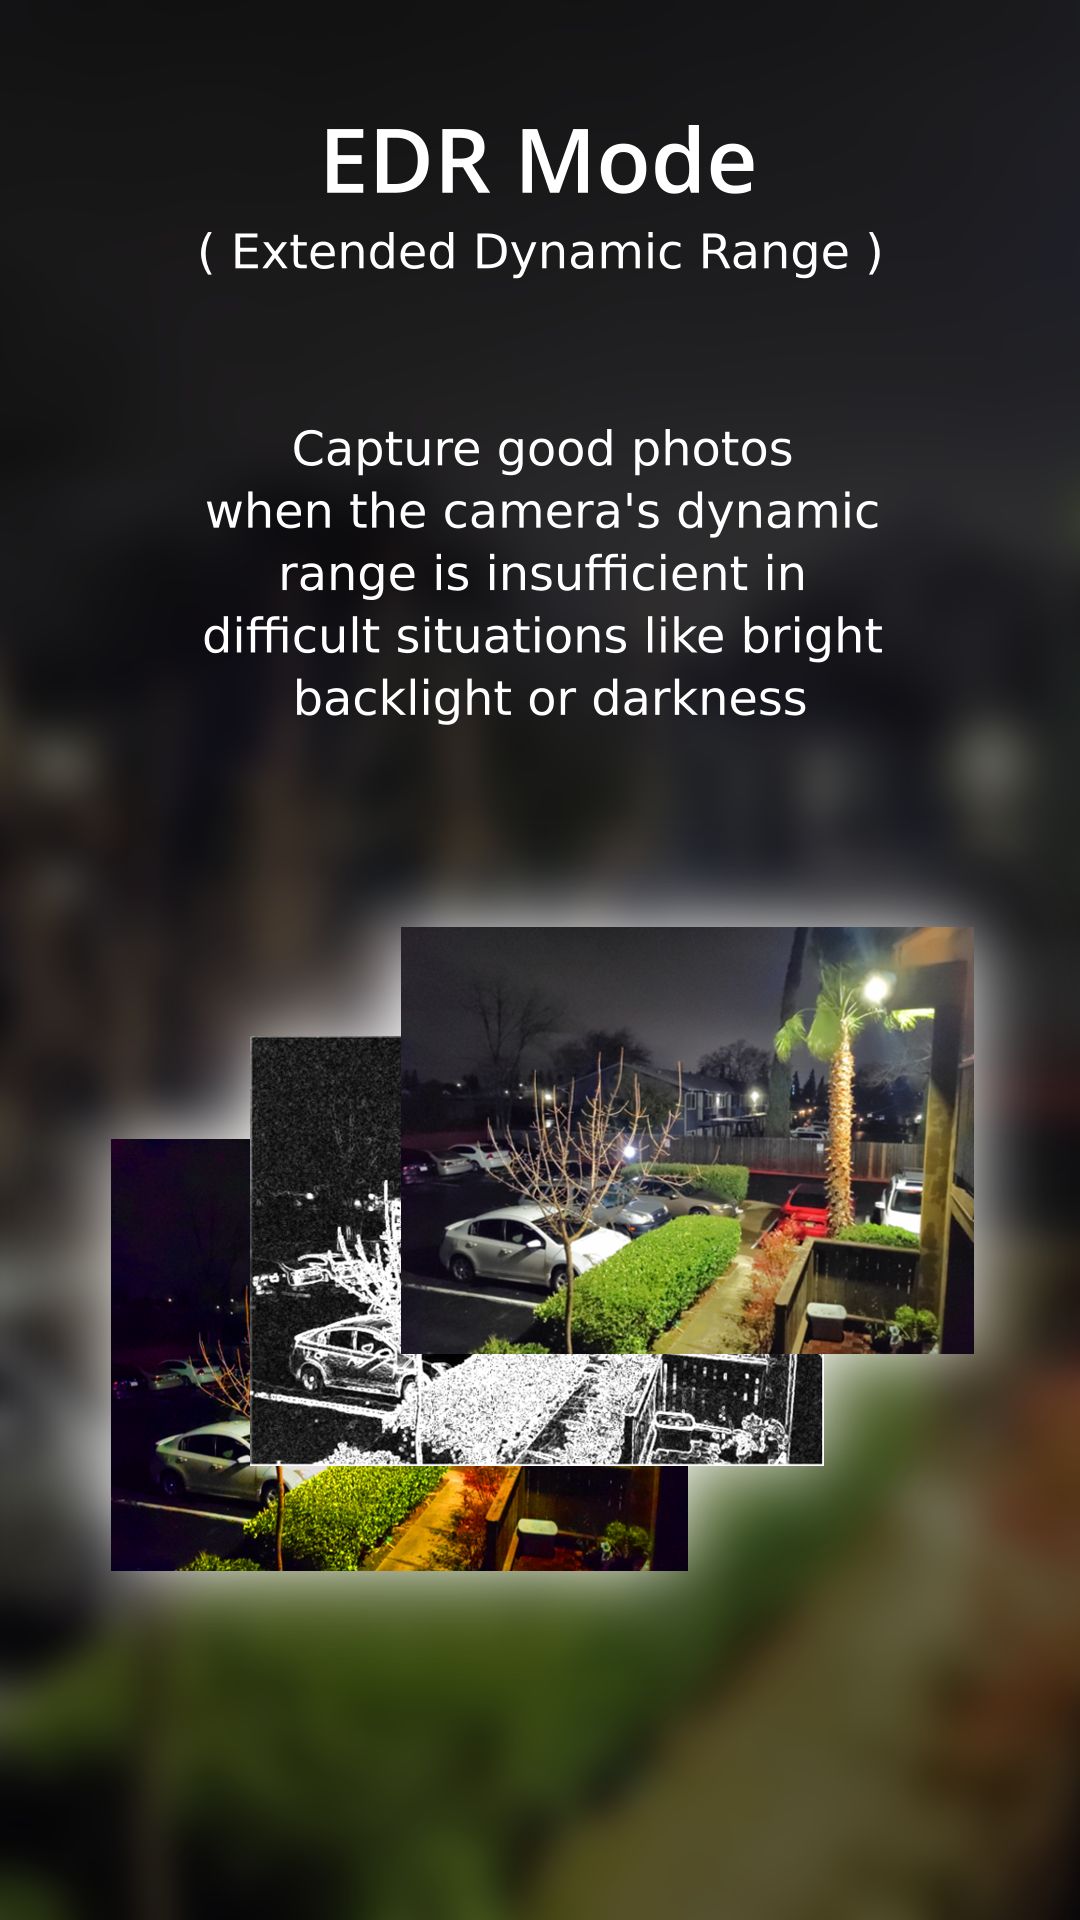 EDR Mode
( Extended Dynamic Range )
Capture good photos
when the camera's dynamic
range is insufficient in
difficult situations like bright
backlight or darkness